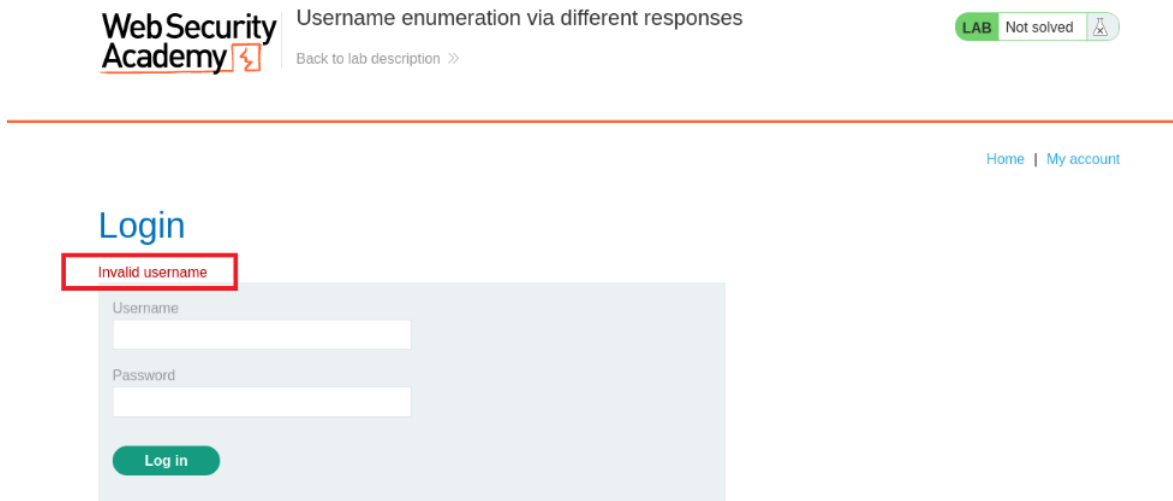 Web Security
Academy
Username enumeration via different responses
Back to lab description
LAB Not solved
Home | My account
Login
Invalid username
Username
Password
Log in